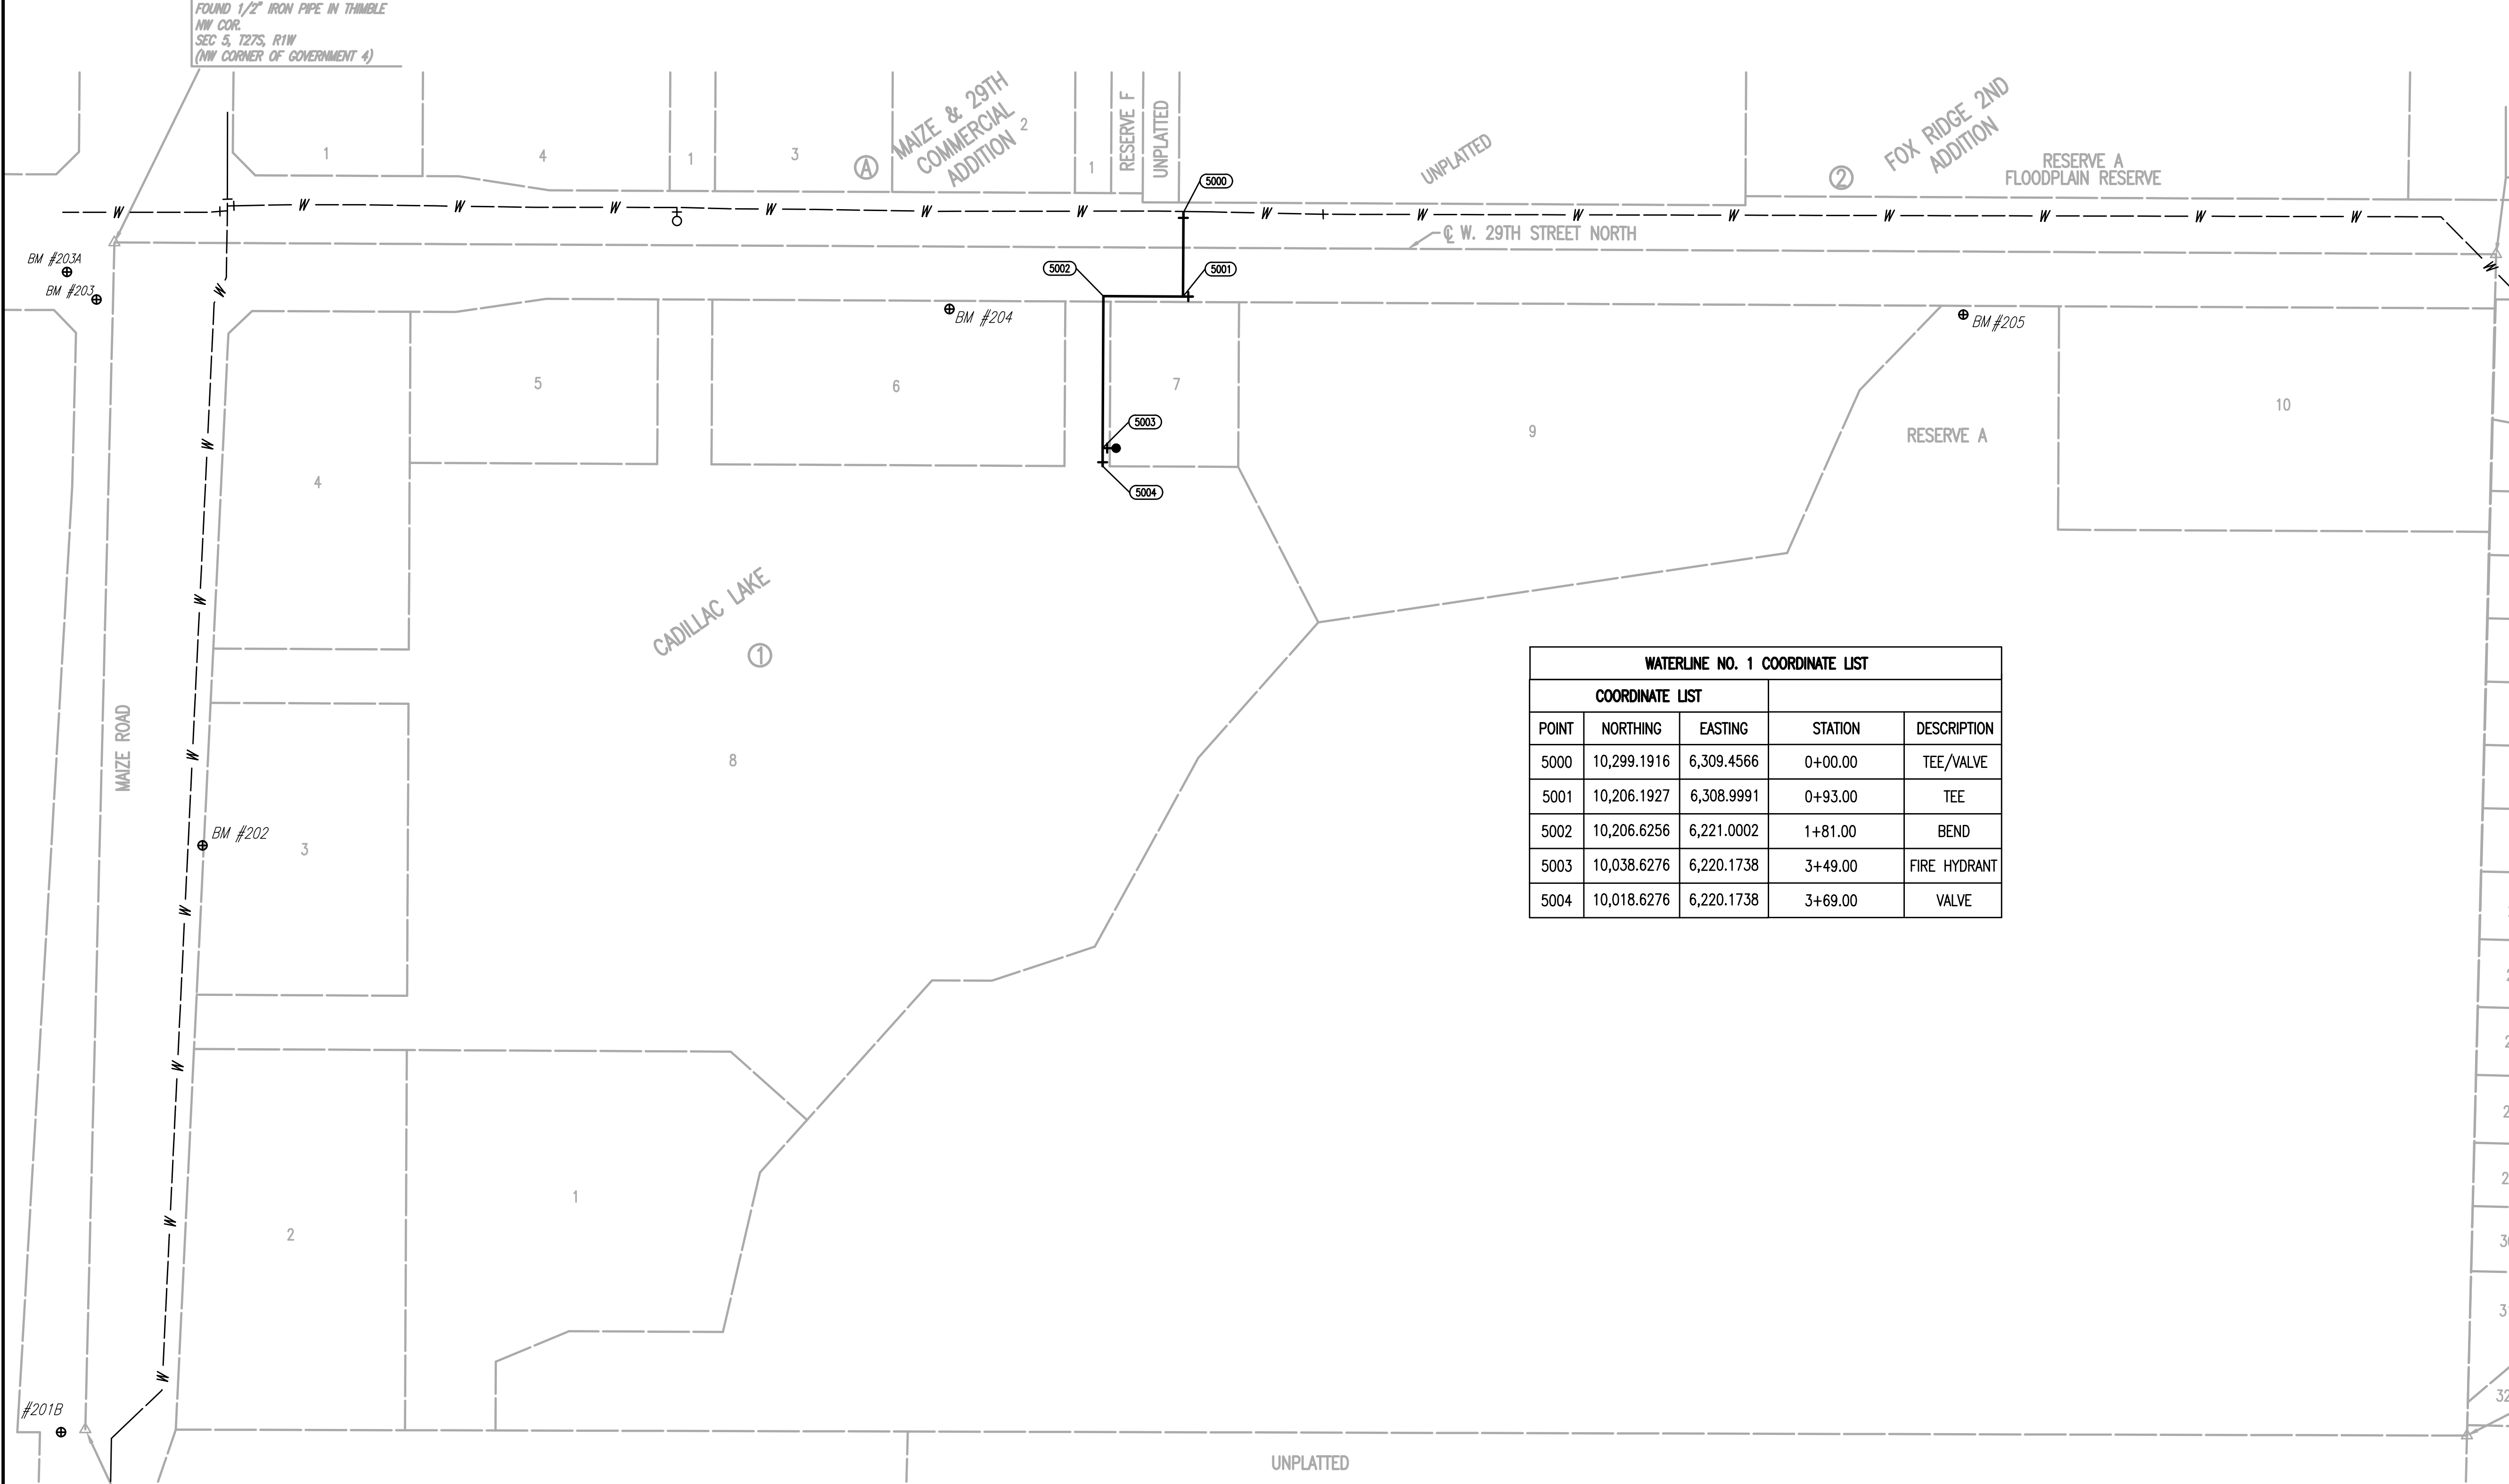 FOUND 1/2" IRON PIPE IN THIMBLE
NW COR.
SEC 5, T27S, R1W
(NW CORNER OF GOVERNMENT 4)
1
4
1
3
A
MAIZE & 29TH
COMMERCIAL
ADDITION
2
1
RESERVE F
UNPLATTED
UNPLATTED
2
FOX RIDGE 2ND
ADDITION
RESERVE A
FLOODPLAIN RESERVE
5000
W W W W W W W W W W W W W W W W
℄ W. 29TH STREET NORTH
BM #203A
BM #203
5002
5001
BM #204
BM #205
5
6
7
9
RESERVE A
10
5003
5004
4
CADILLAC LAKE
1
8
MAIZE ROAD
W
W
W
W
W
W
W
W
BM #202
3
WATERLINE NO. 1 COORDINATE LIST
COORDINATE LIST
POINT NORTHING EASTING STATION DESCRIPTION
5000 10,299.1916 6,309.4566 0+00.00 TEE/VALVE
5001 10,206.1927 6,308.9991 0+93.00 TEE
5002 10,206.6256 6,221.0002 1+81.00 BEND
5003 10,038.6276 6,220.1738 3+49.00 FIRE HYDRANT
5004 10,018.6276 6,220.1738 3+69.00 VALVE
1
2
#201B
UNPLATTED
32